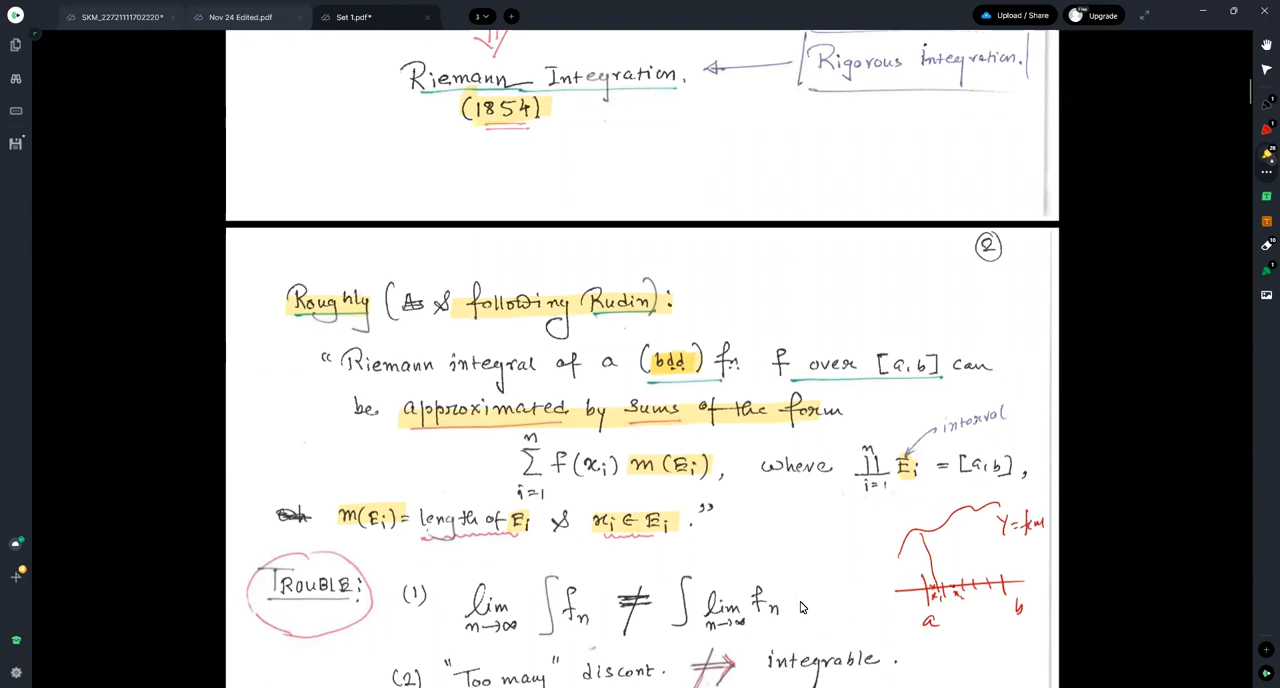 SKM_22721111702220*
Nov 24 Edited.pdf
Set 1.pdf*
3
Upload / Share
Upgrade
Riemann Integration.
(1854)
Rigorous Integration.
②
Roughly ( & following Rudin):
"Riemann integral of a (bdd) fn. f over [a,b] can
be approximated by sums of the form
interval
n∑i=1 f(xi) m(Ei), where n∐i=1 Ei = [a,b],
m(Ei) = length of Ei & xi ∈ Ei."
y=f(x)
a
b
TROUBLE:
(1) lim n→∞ ∫ fn ≠ ∫ lim n→∞ fn
(2) "Too many" discont. ⇏ integrable.